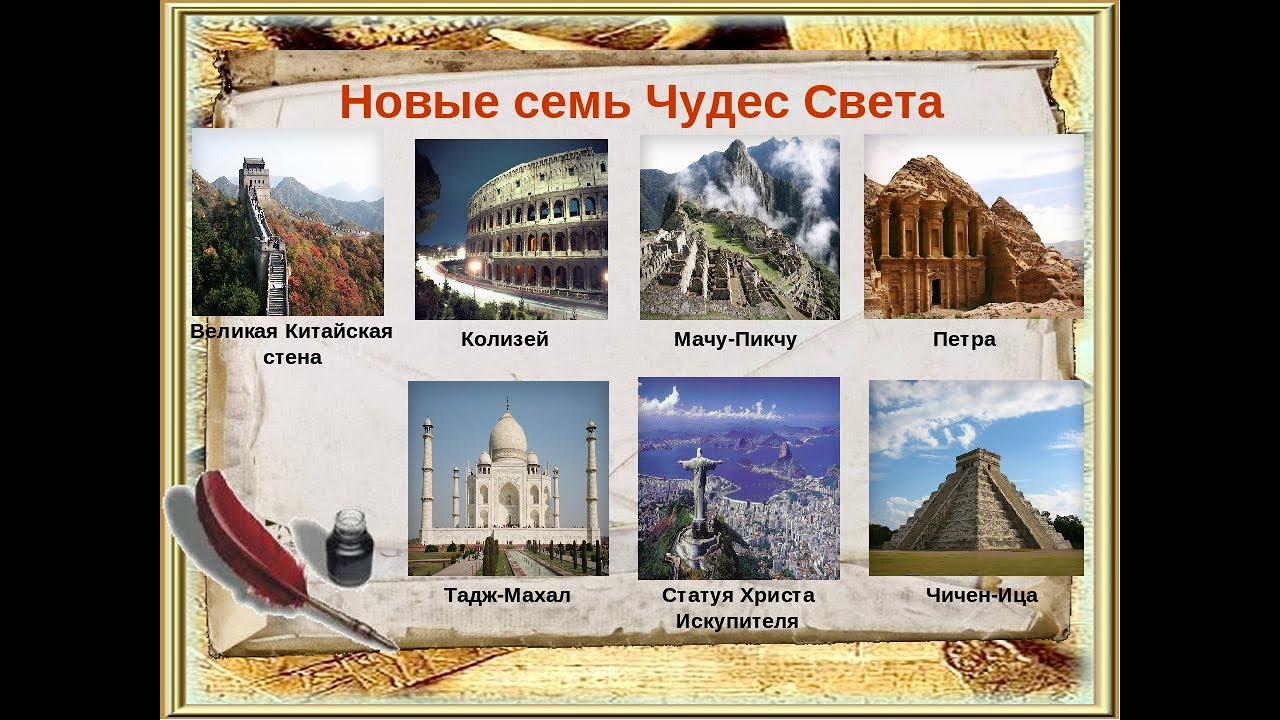 Новые семь Чудес Света
Великая Китайская
стена
Колизей
Мачу-Пикчу
Петра
Тадж-Махал
Статуя Христа
Искупителя
Чичен-Ица